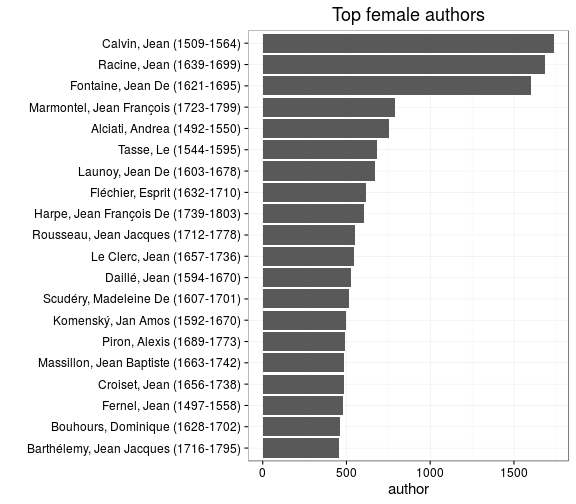 Top female authors
Calvin, Jean (1509-1564)
Racine, Jean (1639-1699)
Fontaine, Jean De (1621-1695)
Marmontel, Jean François (1723-1799)
Alciati, Andrea (1492-1550)
Tasse, Le (1544-1595)
Launoy, Jean De (1603-1678)
Fléchier, Esprit (1632-1710)
Harpe, Jean François De (1739-1803)
Rousseau, Jean Jacques (1712-1778)
Le Clerc, Jean (1657-1736)
Daillé, Jean (1594-1670)
Scudéry, Madeleine De (1607-1701)
Komenský, Jan Amos (1592-1670)
Piron, Alexis (1689-1773)
Massillon, Jean Baptiste (1663-1742)
Croiset, Jean (1656-1738)
Fernel, Jean (1497-1558)
Bouhours, Dominique (1628-1702)
Barthélemy, Jean Jacques (1716-1795)
0 500 1000 1500
author